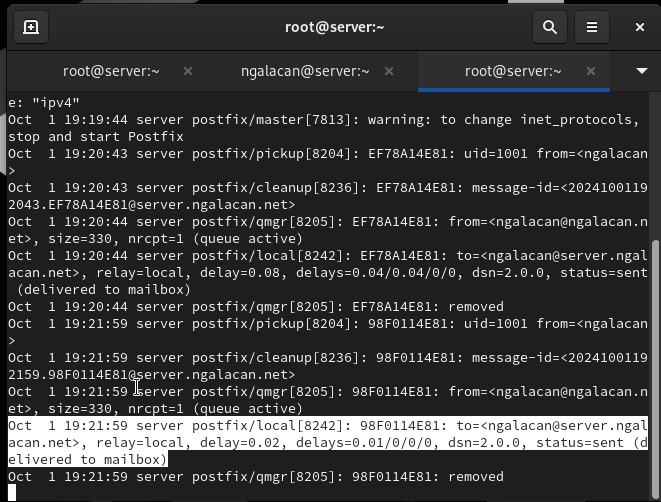 root@server:~
root@server:~ ngalacan@server:~ root@server:~
e: "ipv4"
Oct  1 19:19:44 server postfix/master[7813]: warning: to change inet_protocols,
stop and start Postfix
Oct  1 19:20:43 server postfix/pickup[8204]: EF78A14E81: uid=1001 from=<ngalacan
>
Oct  1 19:20:43 server postfix/cleanup[8236]: EF78A14E81: message-id=<2024100119
2043.EF78A14E81@server.ngalacan.net>
Oct  1 19:20:44 server postfix/qmgr[8205]: EF78A14E81: from=<ngalacan@ngalacan.n
et>, size=330, nrcpt=1 (queue active)
Oct  1 19:20:44 server postfix/local[8242]: EF78A14E81: to=<ngalacan@server.ngal
acan.net>, relay=local, delay=0.08, delays=0.04/0.04/0/0, dsn=2.0.0, status=sent
 (delivered to mailbox)
Oct  1 19:20:44 server postfix/qmgr[8205]: EF78A14E81: removed
Oct  1 19:21:59 server postfix/pickup[8204]: 98F0114E81: uid=1001 from=<ngalacan
>
Oct  1 19:21:59 server postfix/cleanup[8236]: 98F0114E81: message-id=<2024100119
2159.98F0114E81@server.ngalacan.net>
Oct  1 19:21:59 server postfix/qmgr[8205]: 98F0114E81: from=<ngalacan@ngalacan.n
et>, size=330, nrcpt=1 (queue active)
Oct  1 19:21:59 server postfix/local[8242]: 98F0114E81: to=<ngalacan@server.ngal
acan.net>, relay=local, delay=0.02, delays=0.01/0/0/0, dsn=2.0.0, status=sent (d
elivered to mailbox)
Oct  1 19:21:59 server postfix/qmgr[8205]: 98F0114E81: removed